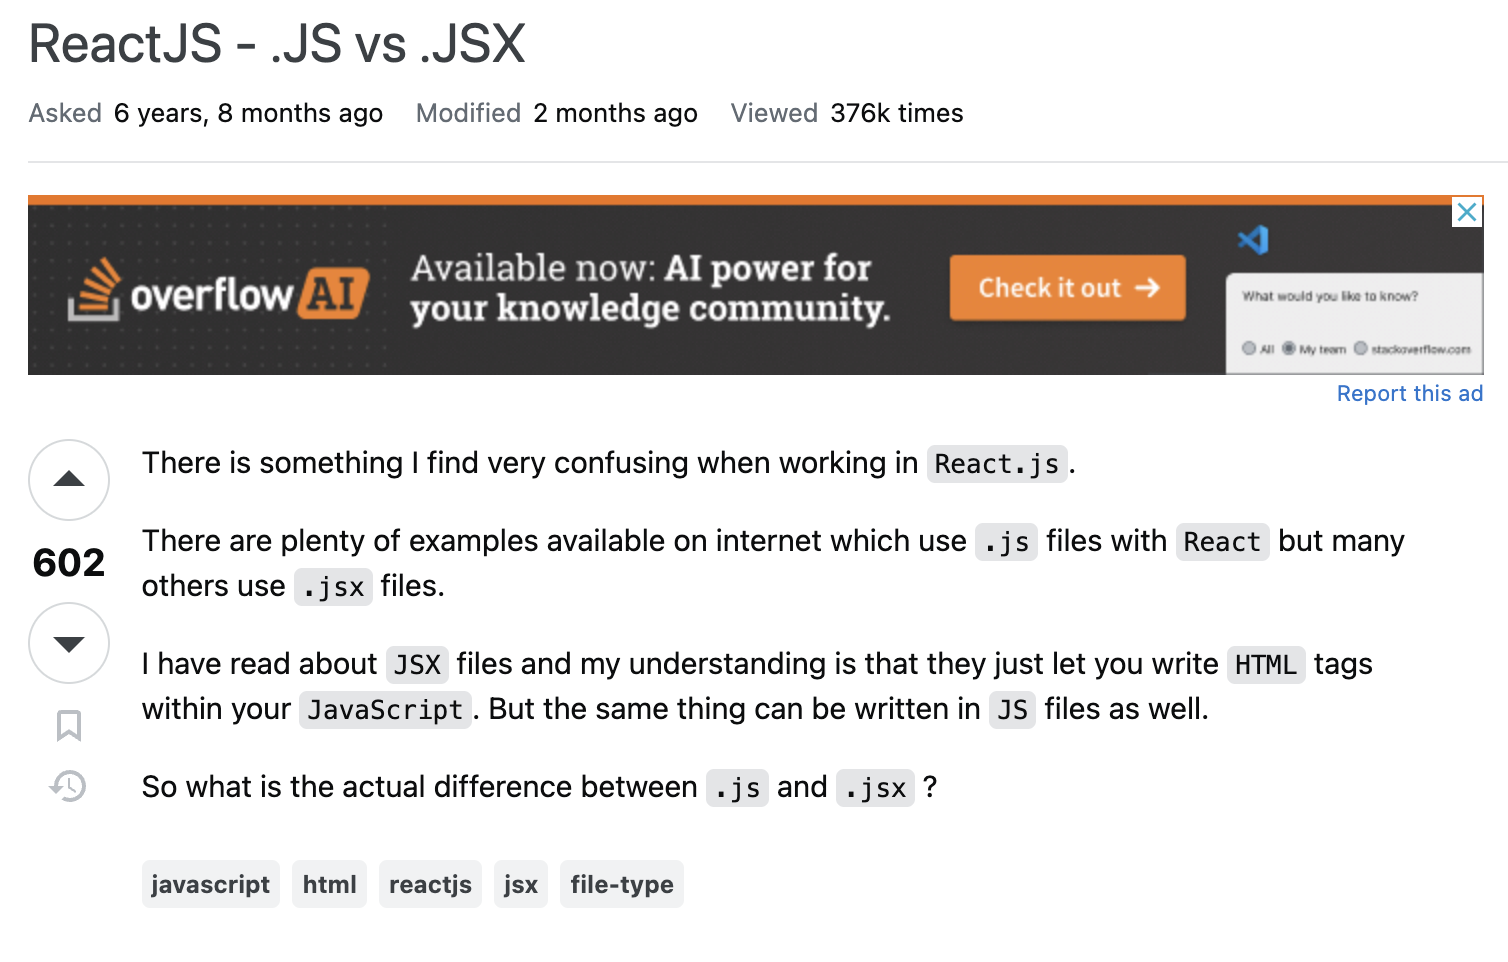 ReactJS - .JS vs .JSX
Asked 6 years, 8 months ago Modified 2 months ago Viewed 376k times
overflowAI
Available now: AI power for
your knowledge community.
Check it out →
What would you like to know?
All My team stackoverflow.com
Report this ad
There is something I find very confusing when working in React.js.
There are plenty of examples available on internet which use .js files with React but many
others use .jsx files.
602
I have read about JSX files and my understanding is that they just let you write HTML tags
within your JavaScript. But the same thing can be written in JS files as well.
So what is the actual difference between .js and .jsx ?
javascript html reactjs jsx file-type